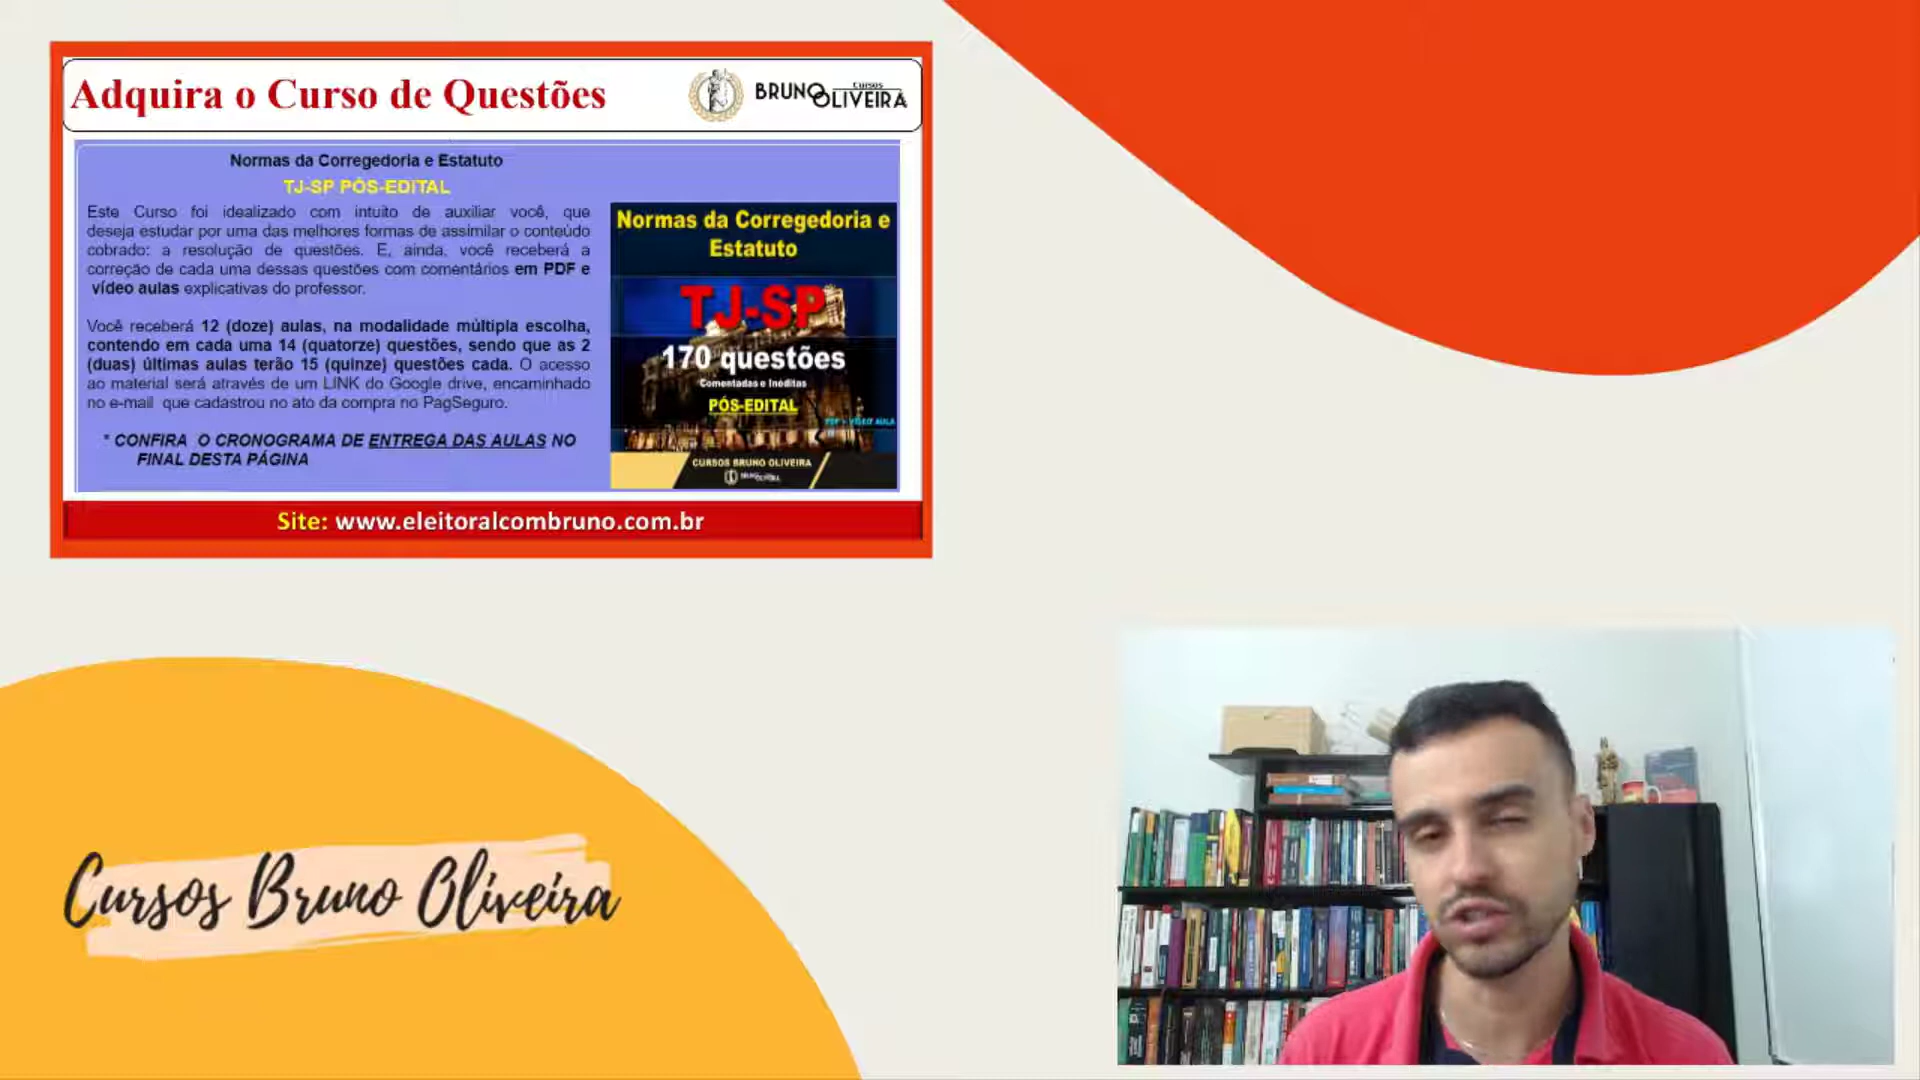 Adquira o Curso de Questões
Cursos
BRUNO OLIVEIRA
Normas da Corregedoria e Estatuto
TJ-SP PÓS-EDITAL
Este Curso foi idealizado com intuito de auxiliar você, que
deseja estudar por uma das melhores formas de assimilar o conteúdo
cobrado: a resolução de questões. E, ainda, você receberá a
correção de cada uma dessas questões com comentários em PDF e
vídeo aulas explicativas do professor.
Você receberá 12 (doze) aulas, na modalidade múltipla escolha,
contendo em cada uma 14 (quatorze) questões, sendo que as 2
(duas) últimas aulas terão 15 (quinze) questões cada. O acesso
ao material será através de um LINK do Google drive, encaminhado
no e-mail que cadastrou no ato da compra no PagSeguro.
* CONFIRA O CRONOGRAMA DE ENTREGA DAS AULAS NO
FINAL DESTA PÁGINA
Normas da Corregedoria e
Estatuto
TJ-SP
170 questões
Comentadas e Inéditas
PÓS-EDITAL
PDF + VÍDEO AULA
CURSOS BRUNO OLIVEIRA
Site: www.eleitoralcombruno.com.br
Cursos Bruno Oliveira